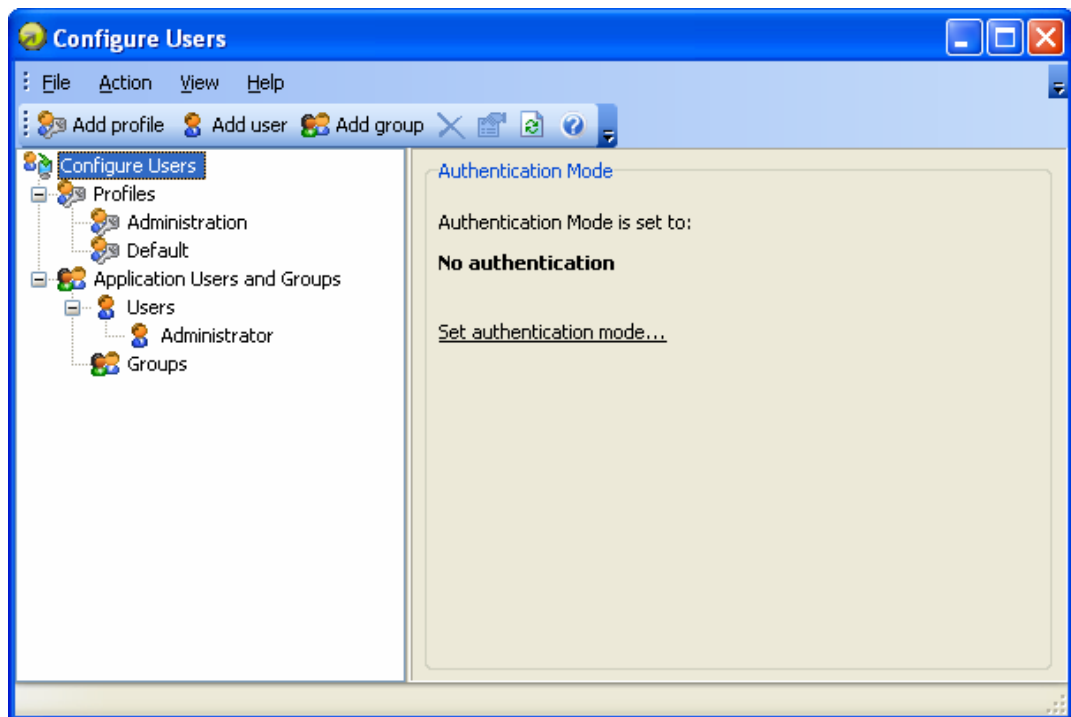 Configure Users
File Action View Help
Add profile Add user Add group
Configure Users
Profiles
Administration
Default
Application Users and Groups
Users
Administrator
Groups
Authentication Mode
Authentication Mode is set to:
No authentication
Set authentication mode...